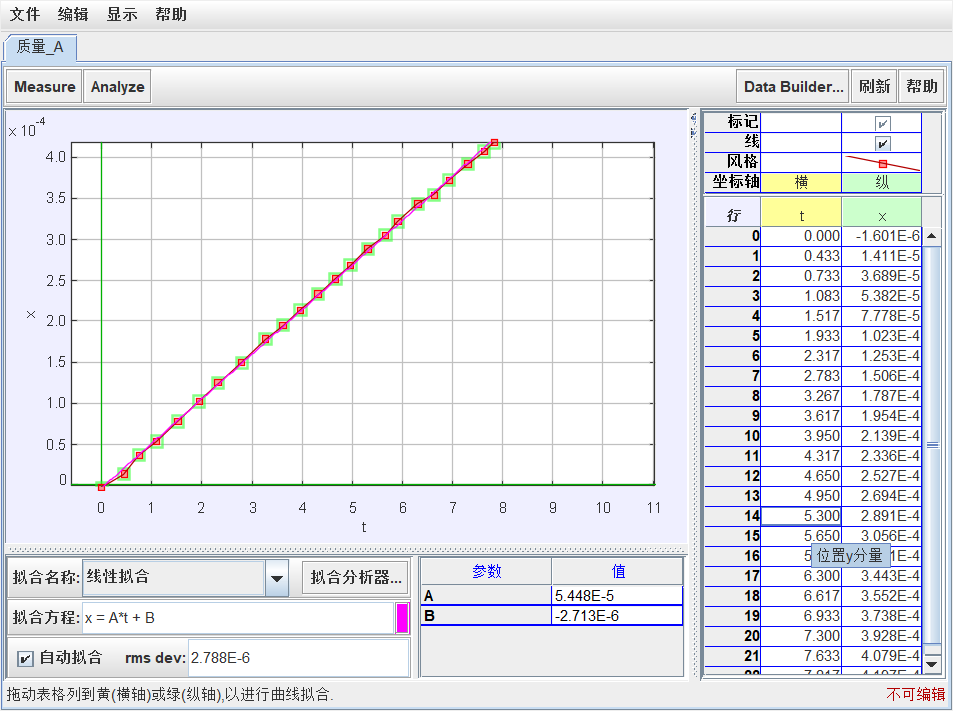 文件 编辑 显示 帮助
质量_A
Measure Analyze Data Builder... 刷新 帮助
× 10-4
4.0
3.5
3.0
2.5
x
2.0
1.5
1.0
0.5
0
0 1 2 3 4 5 6 7 8 9 10 11
t
标记
线
风格
坐标轴 横 纵
行 t x
0 0.000 -1.601E-6
1 0.433 1.411E-5
2 0.733 3.689E-5
3 1.083 5.382E-5
4 1.517 7.778E-5
5 1.933 1.023E-4
6 2.317 1.253E-4
7 2.783 1.506E-4
8 3.267 1.787E-4
9 3.617 1.954E-4
10 3.950 2.139E-4
11 4.317 2.336E-4
12 4.650 2.527E-4
13 4.950 2.694E-4
14 5.300 2.891E-4
15 5.650 3.056E-4
16
位置y分量
17 6.300 3.443E-4
18 6.617 3.552E-4
19 6.933 3.738E-4
20 7.300 3.928E-4
21 7.633 4.079E-4
拟合名称: 线性拟合 拟合分析器...
拟合方程: x = A*t + B
自动拟合 rms dev: 2.788E-6
参数 值
A 5.448E-5
B -2.713E-6
拖动表格列到黄(横轴)或绿(纵轴),以进行曲线拟合.
不可编辑